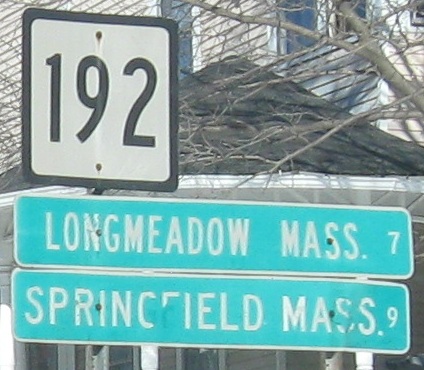 192
LONGMEADOW MASS. 7
SPRINGFIELD MASS. 9